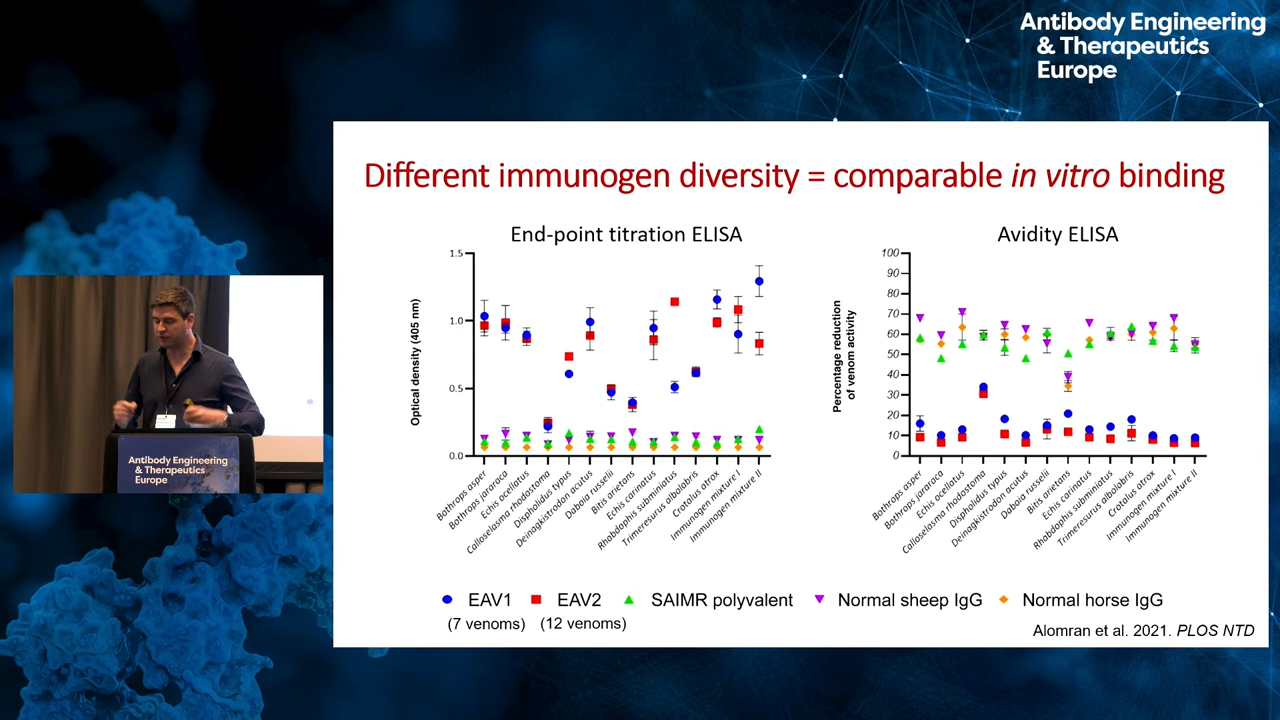 Antibody Engineering
& Therapeutics
Europe
Different immunogen diversity = comparable in vitro binding
End-point titration ELISA
Optical density (405 nm)
1.5
1.0
0.5
0.0
Bothrops asper
Bothrops jararaca
Echis ocellatus
Calloselasma rhodostoma
Dispholidus typus
Deinagkistrodon acutus
Daboia russelii
Bitis arietans
Echis carinatus
Rhabdophis subminiatus
Trimeresurus albolabris
Crotolus atrox
Immunogen mixture I
Immunogen mixture II
Avidity ELISA
Percentage reduction
of venom activity
100
90
80
70
60
50
40
30
20
10
0
Bothrops asper
Bothrops jararaca
Echis ocellatus
Calloselasma rhodostoma
Dispholidus typus
Deinagkistrodon acutus
Daboia russelii
Bitis arietans
Echis carinatus
Rhabdophis subminiatus
Trimeresurus albolabris
Crotolus atrox
Immunogen mixture I
Immunogen mixture II
EAV1 EAV2 SAIMR polyvalent Normal sheep IgG Normal horse IgG
(7 venoms) (12 venoms)
Alomran et al. 2021. PLOS NTD
Antibody Engineering
& Therapeutics
Europe